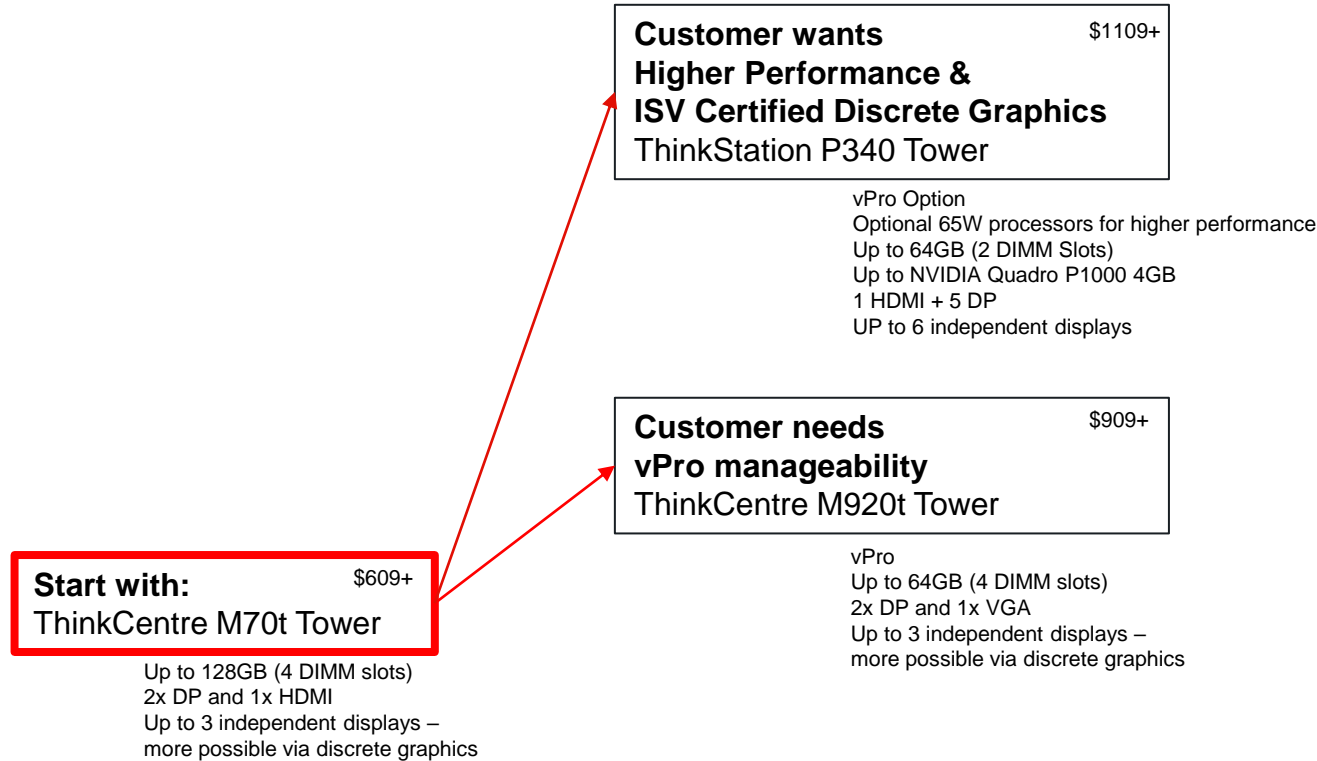 Customer wants $1109+
Higher Performance &
ISV Certified Discrete Graphics
ThinkStation P340 Tower
vPro Option
Optional 65W processors for higher performance
Up to 64GB (2 DIMM Slots)
Up to NVIDIA Quadro P1000 4GB
1 HDMI + 5 DP
UP to 6 independent displays
Customer needs $909+
vPro manageability
ThinkCentre M920t Tower
vPro
Up to 64GB (4 DIMM slots)
2x DP and 1x VGA
Up to 3 independent displays –
more possible via discrete graphics
Start with: $609+
ThinkCentre M70t Tower
Up to 128GB (4 DIMM slots)
2x DP and 1x HDMI
Up to 3 independent displays –
more possible via discrete graphics